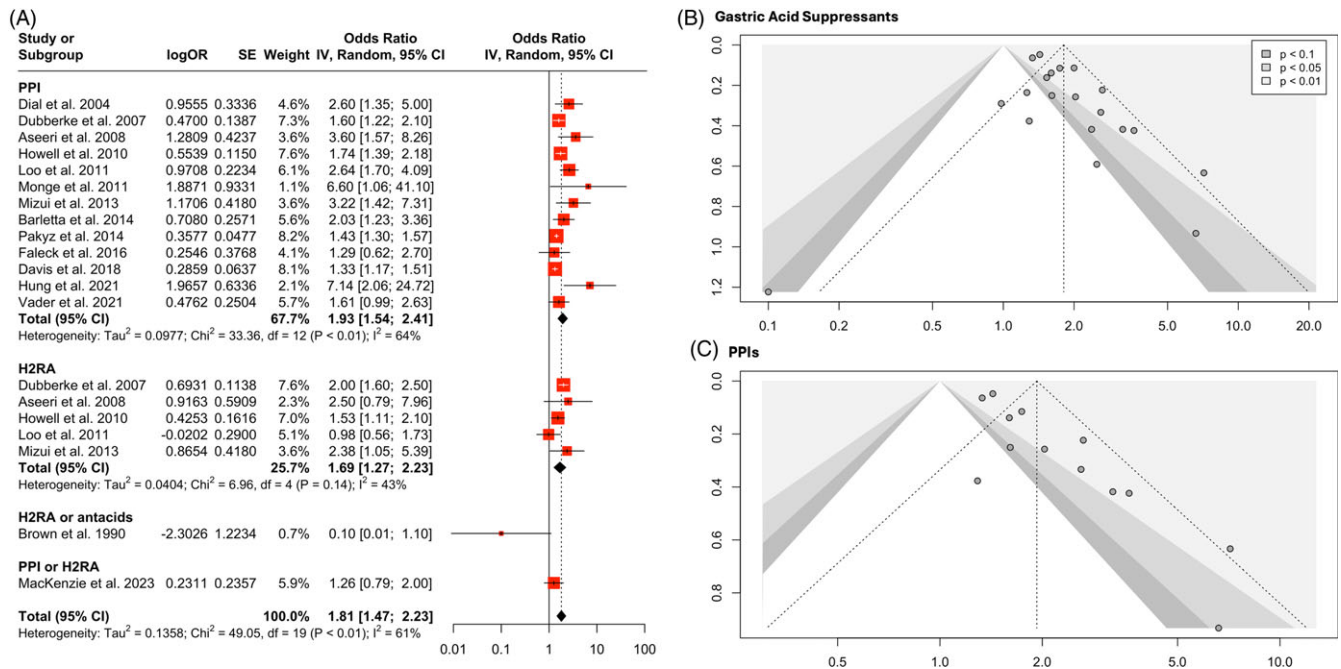 (A)
Study or Subgroup logOR SE Weight Odds Ratio IV, Random, 95% CI Odds Ratio IV, Random, 95% CI
PPI
Dial et al. 2004 0.9555 0.3336 4.6% 2.60 [1.35; 5.00]
Dubberke et al. 2007 0.4700 0.1387 7.3% 1.60 [1.22; 2.10]
Aseeri et al. 2008 1.2809 0.4237 3.6% 3.60 [1.57; 8.26]
Howell et al. 2010 0.5539 0.1150 7.6% 1.74 [1.39; 2.18]
Loo et al. 2011 0.9708 0.2234 6.1% 2.64 [1.70; 4.09]
Monge et al. 2011 1.8871 0.9331 1.1% 6.60 [1.06; 41.10]
Mizui et al. 2013 1.1706 0.4180 3.6% 3.22 [1.42; 7.31]
Barletta et al. 2014 0.7080 0.2571 5.6% 2.03 [1.23; 3.36]
Pakyz et al. 2014 0.3577 0.0477 8.2% 1.43 [1.30; 1.57]
Faleck et al. 2016 0.2546 0.3768 4.1% 1.29 [0.62; 2.70]
Davis et al. 2018 0.2859 0.0637 8.1% 1.33 [1.17; 1.51]
Hung et al. 2021 1.9657 0.6336 2.1% 7.14 [2.06; 24.72]
Vader et al. 2021 0.4762 0.2504 5.7% 1.61 [0.99; 2.63]
Total (95% CI) 67.7% 1.93 [1.54; 2.41]
Heterogeneity: Tau² = 0.0977; Chi² = 33.36, df = 12 (P < 0.01); I² = 64%
H2RA
Dubberke et al. 2007 0.6931 0.1138 7.6% 2.00 [1.60; 2.50]
Aseeri et al. 2008 0.9163 0.5909 2.3% 2.50 [0.79; 7.96]
Howell et al. 2010 0.4253 0.1616 7.0% 1.53 [1.11; 2.10]
Loo et al. 2011 -0.0202 0.2900 5.1% 0.98 [0.56; 1.73]
Mizui et al. 2013 0.8654 0.4180 3.6% 2.38 [1.05; 5.39]
Total (95% CI) 25.7% 1.69 [1.27; 2.23]
Heterogeneity: Tau² = 0.0404; Chi² = 6.96, df = 4 (P = 0.14); I² = 43%
H2RA or antacids
Brown et al. 1990 -2.3026 1.2234 0.7% 0.10 [0.01; 1.10]
PPI or H2RA
MacKenzie et al. 2023 0.2311 0.2357 5.9% 1.26 [0.79; 2.00]
Total (95% CI) 100.0% 1.81 [1.47; 2.23]
Heterogeneity: Tau² = 0.1358; Chi² = 49.05, df = 19 (P < 0.01); I² = 61%
0.01 0.1 1 10 100
(B) Gastric Acid Suppressants
p < 0.1
p < 0.05
p < 0.01
0.0
0.2
0.4
0.6
0.8
1.0
1.2
0.1 0.2 0.5 1.0 2.0 5.0 10.0 20.0
(C) PPIs
0.0
0.2
0.4
0.6
0.8
0.5 1.0 2.0 5.0 10.0